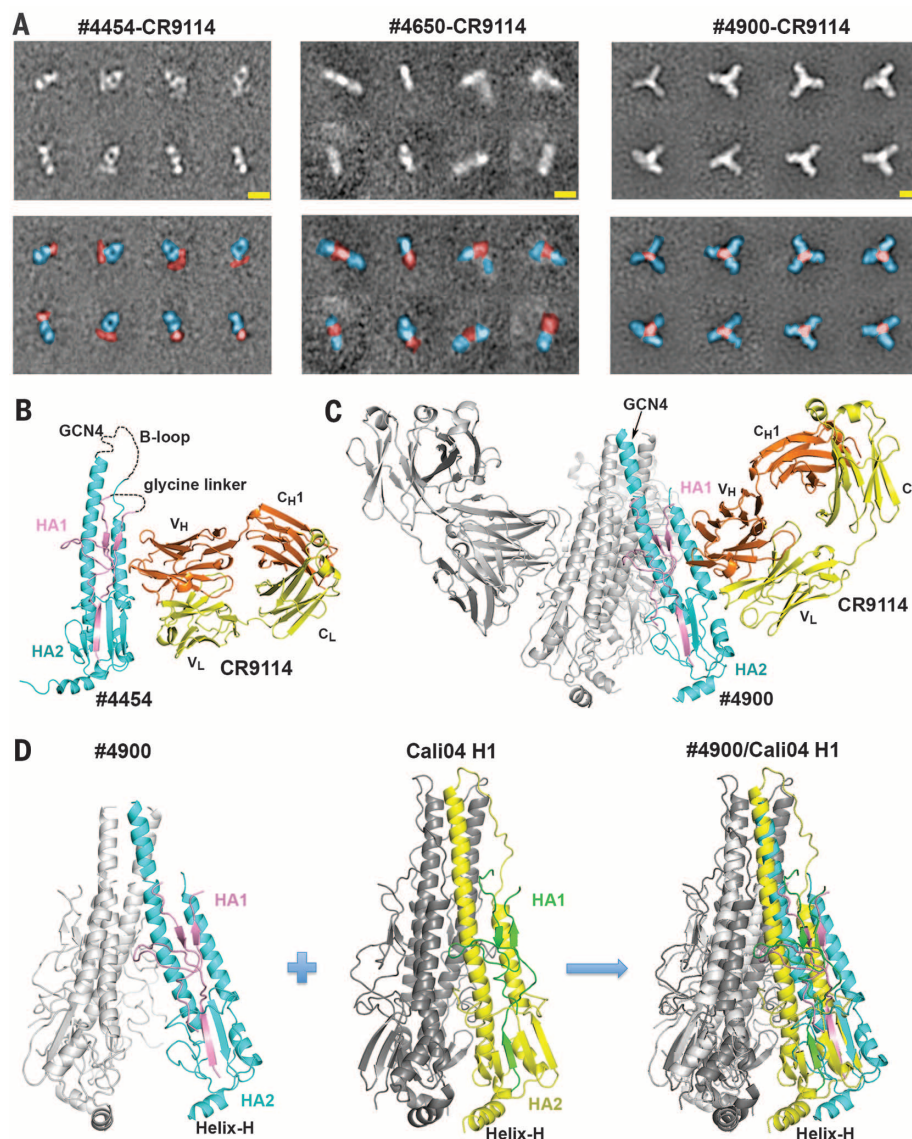 A
#4454-CR9114
#4650-CR9114
#4900-CR9114
B
GCN4
B-loop
glycine linker
HA1
VH
CH1
HA2
VL
CL
CR9114
#4454
C
GCN4
HA1
VH
CH1
C
VL
CR9114
HA2
#4900
D
#4900
Cali04 H1
#4900/Cali04 H1
HA1
HA1
HA2
HA2
Helix-H
Helix-H
Helix-H